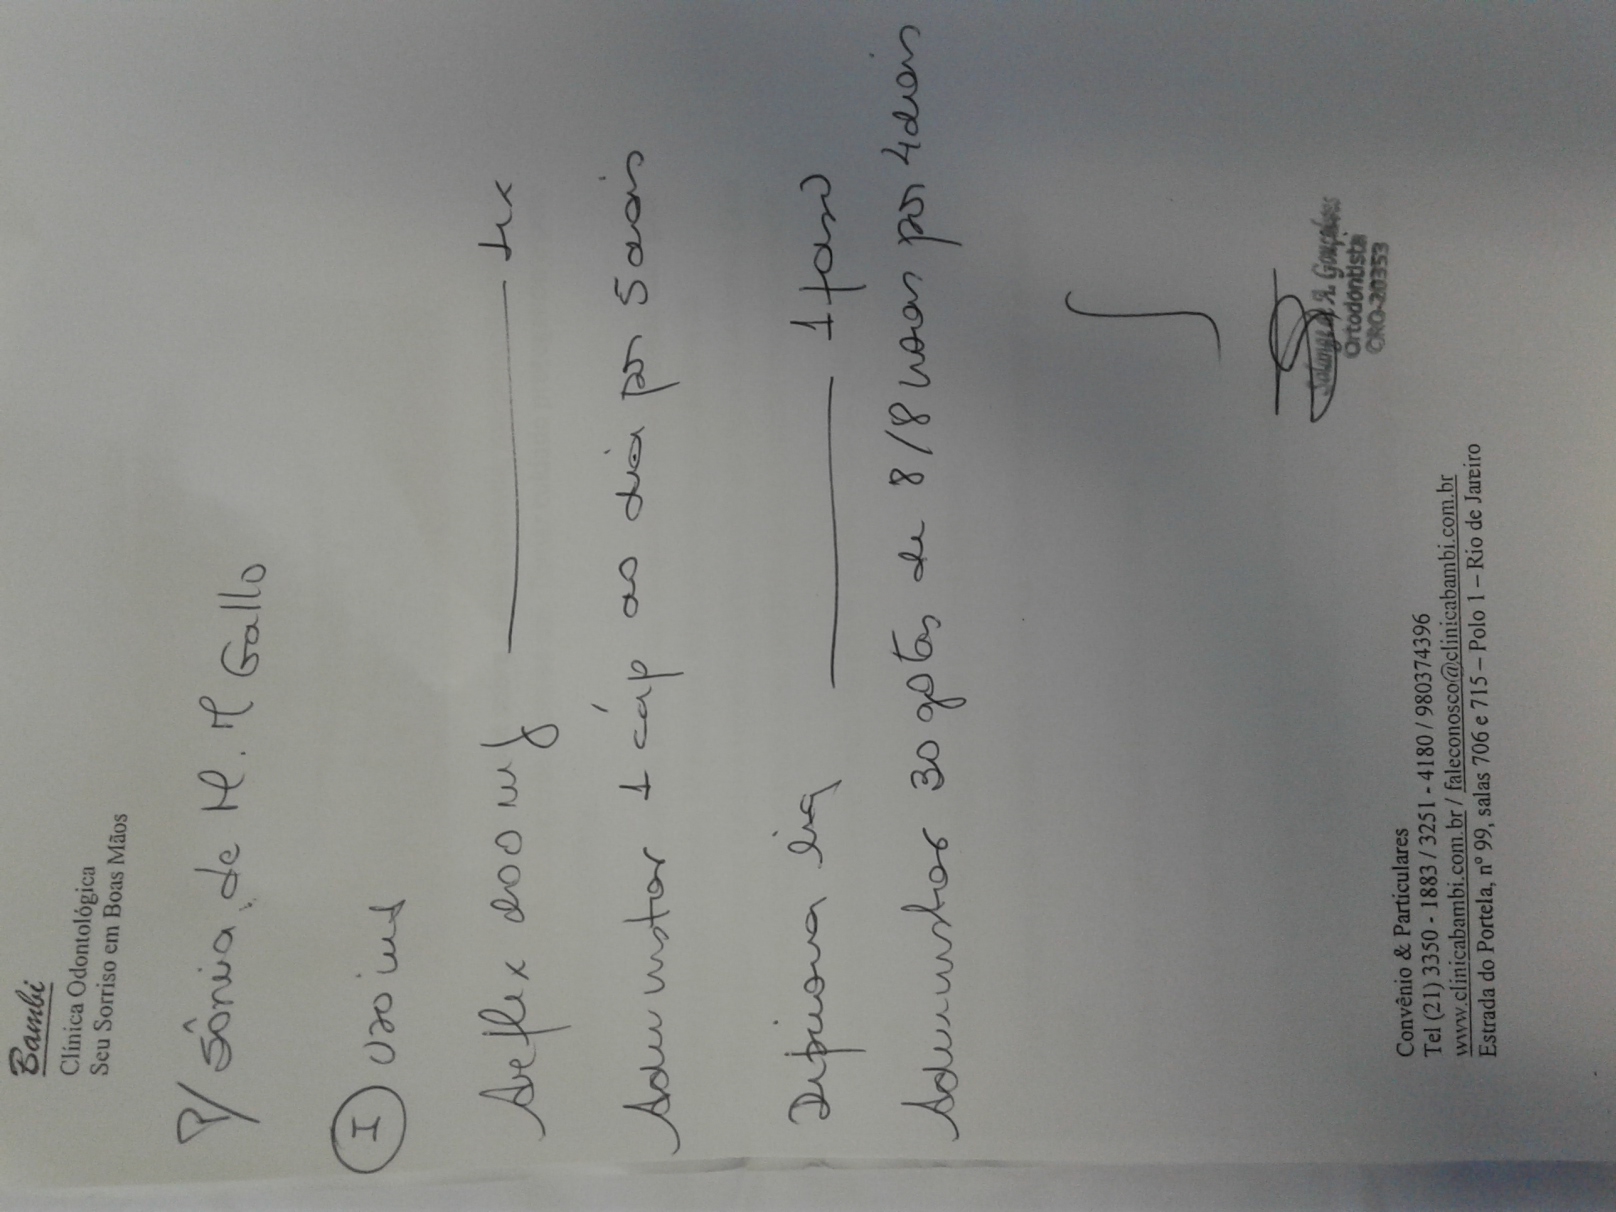 Bambi
Clínica Odontológica
Seu Sorriso em Boas Mãos
P/ Sônia de M. M Gallo
I uso int
Arflex 200 mg 1cx
Administrar 1 cáp ao dia por 5 dias
Dipirona liq 1 frasco
Administrar 30 gotas de 8/8 horas por 4 dias
Solange A. Gonçalves
Ortodontista
CRO-20353
Convênio & Particulares
Tel (21) 3350 - 1883 / 3251 - 4180 / 980374396
www.clinicabambi.com.br / faleconosco@clinicabambi.com.br
Estrada do Portela, nº 99, salas 706 e 715 – Polo 1 – Rio de Janeiro